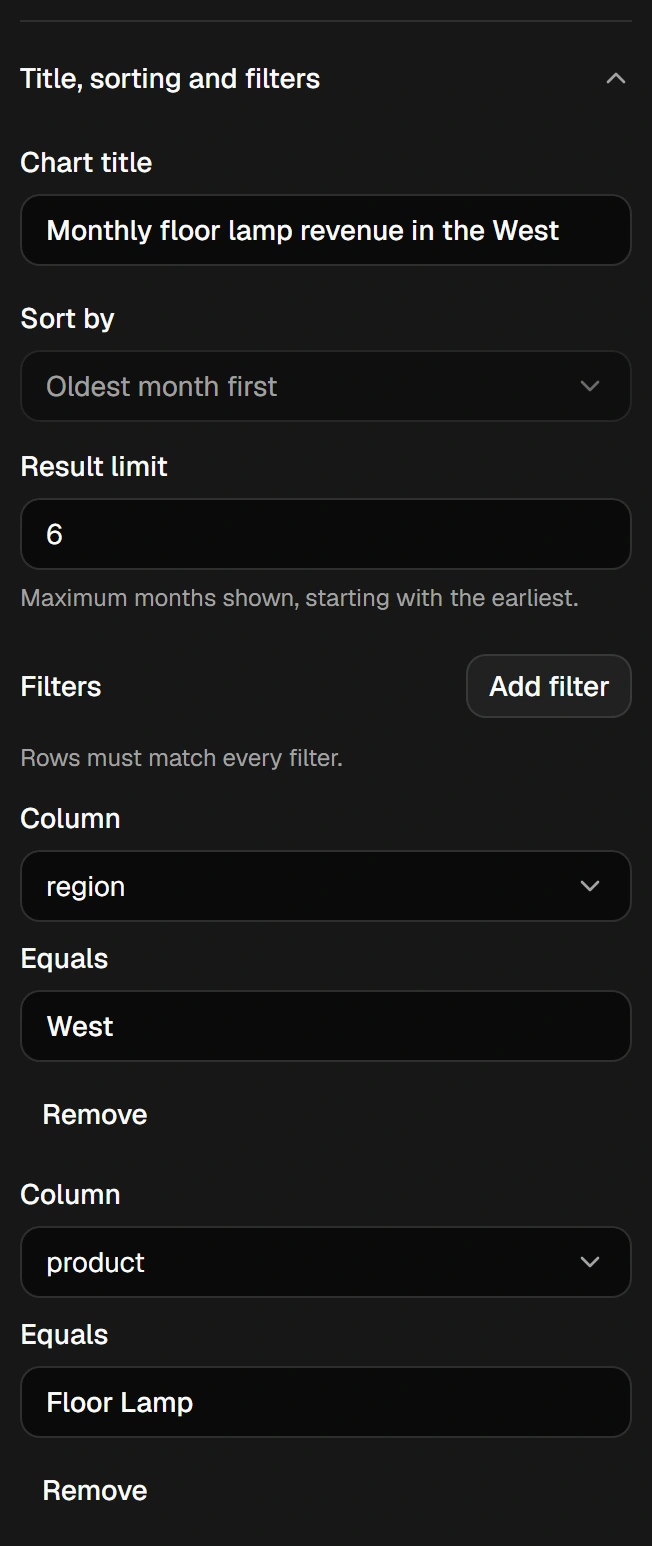 Title, sorting and filters
Chart title
Monthly floor lamp revenue in the West
Sort by
Oldest month first
Result limit
6
Maximum months shown, starting with the earliest.
Filters
Add filter
Rows must match every filter.
Column
region
Equals
West
Remove
Column
product
Equals
Floor Lamp
Remove